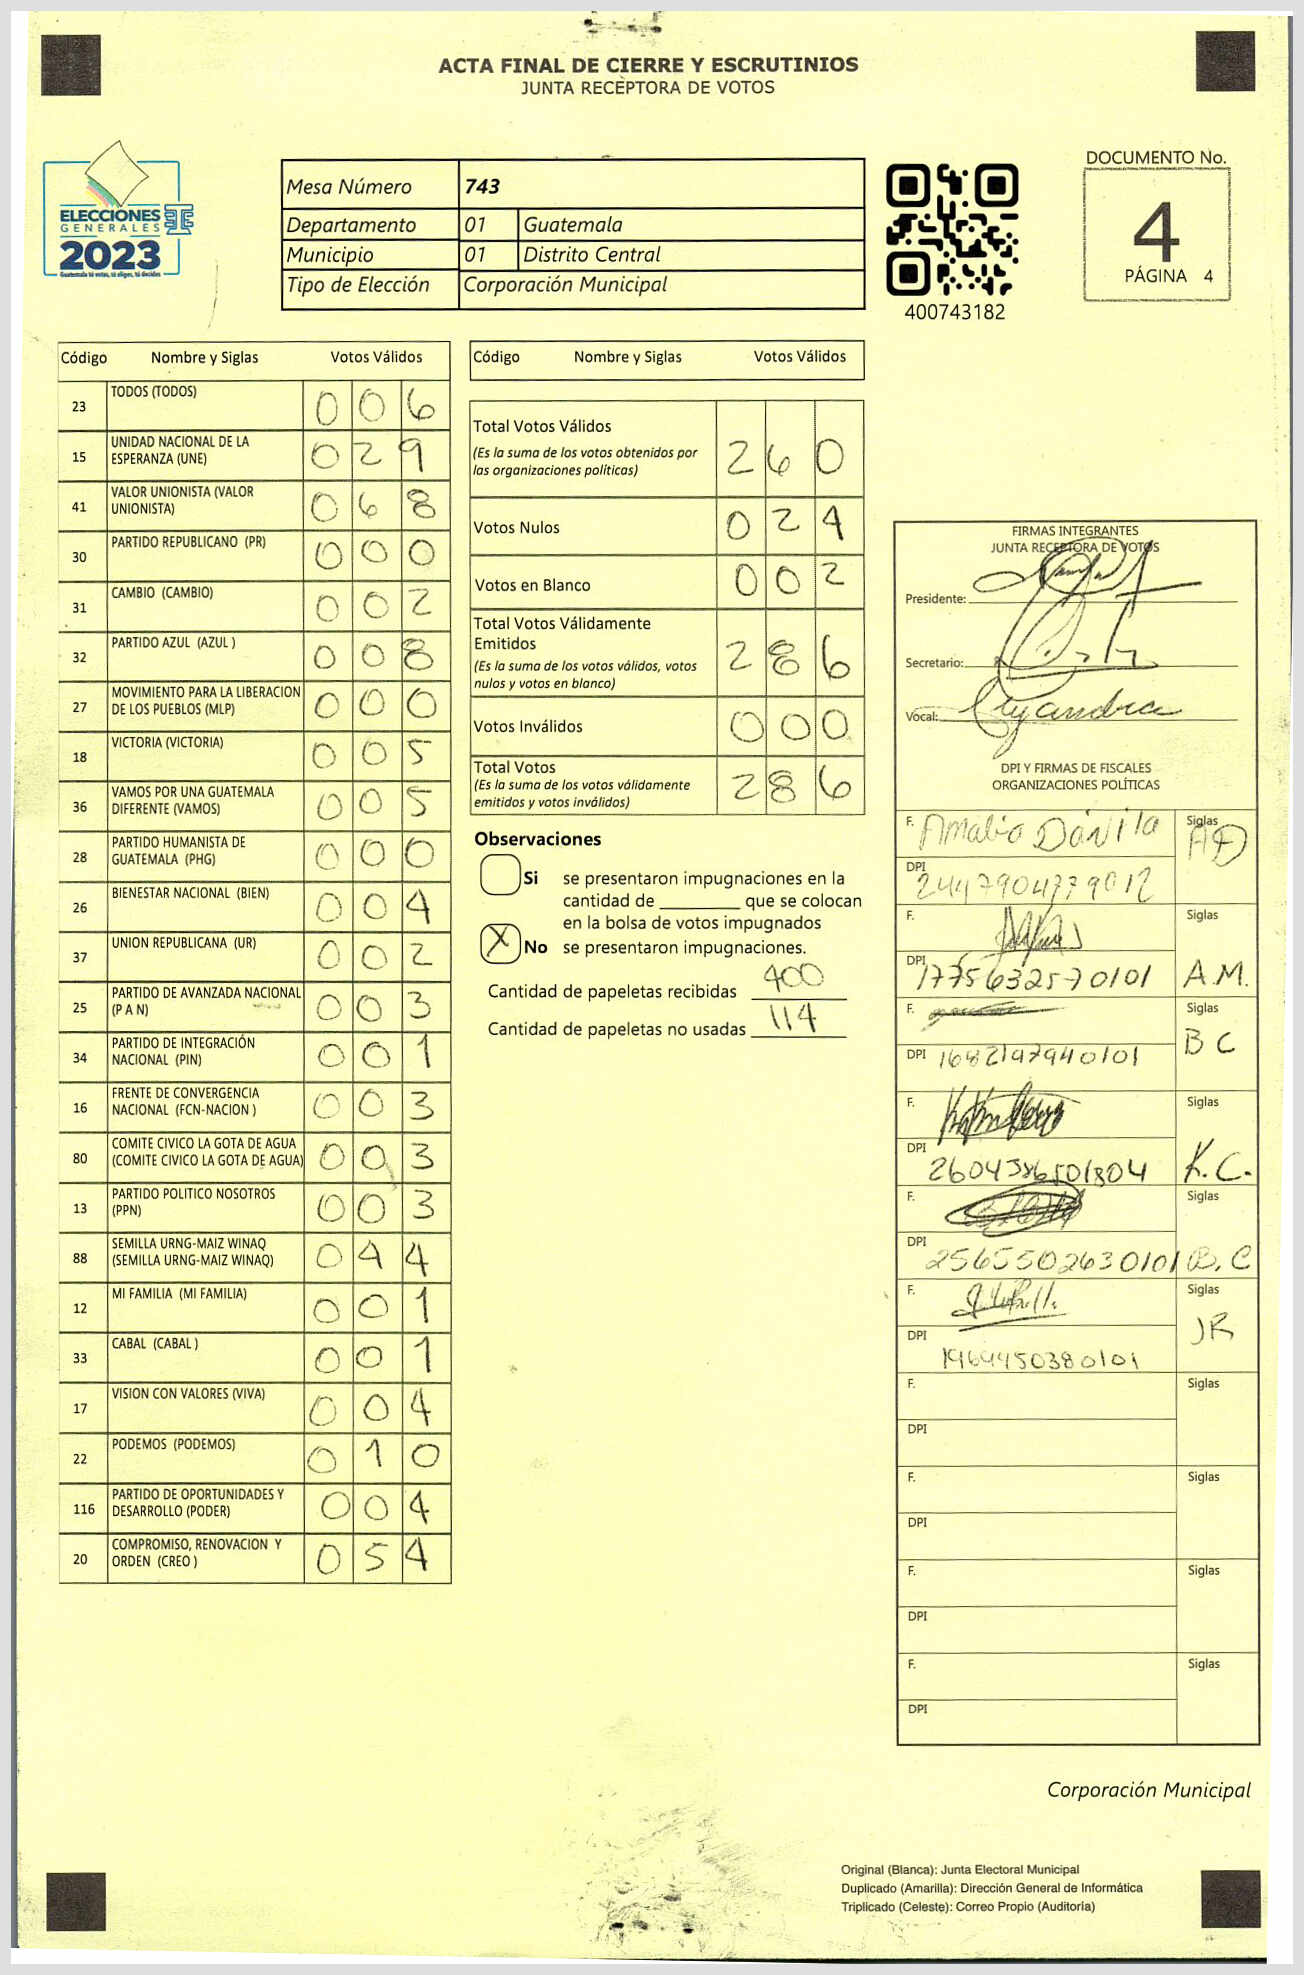 ACTA FINAL DE CIERRE Y ESCRUTINIOS
JUNTA RECEPTORA DE VOTOS
ELECCIONES
GENERALES
2023
Guatemala tú votas, tú eliges, tú decides
Mesa Número 743
Departamento 01 Guatemala
Municipio 01 Distrito Central
Tipo de Elección Corporación Municipal
400743182
DOCUMENTO No.
4
PÁGINA 4
Código Nombre y Siglas Votos Válidos
23 TODOS (TODOS) 0 0 6
15 UNIDAD NACIONAL DE LA ESPERANZA (UNE) 0 2 9
41 VALOR UNIONISTA (VALOR UNIONISTA) 0 6 8
30 PARTIDO REPUBLICANO (PR) 0 0 0
31 CAMBIO (CAMBIO) 0 0 2
32 PARTIDO AZUL (AZUL ) 0 0 8
27 MOVIMIENTO PARA LA LIBERACION DE LOS PUEBLOS (MLP) 0 0 0
18 VICTORIA (VICTORIA) 0 0 5
36 VAMOS POR UNA GUATEMALA DIFERENTE (VAMOS) 0 0 5
28 PARTIDO HUMANISTA DE GUATEMALA (PHG) 0 0 0
26 BIENESTAR NACIONAL (BIEN) 0 0 4
37 UNION REPUBLICANA (UR) 0 0 2
25 PARTIDO DE AVANZADA NACIONAL (P A N) 0 0 3
34 PARTIDO DE INTEGRACIÓN NACIONAL (PIN) 0 0 1
16 FRENTE DE CONVERGENCIA NACIONAL (FCN-NACION ) 0 0 3
80 COMITE CIVICO LA GOTA DE AGUA (COMITE CIVICO LA GOTA DE AGUA) 0 0 3
13 PARTIDO POLITICO NOSOTROS (PPN) 0 0 3
88 SEMILLA URNG-MAIZ WINAQ (SEMILLA URNG-MAIZ WINAQ) 0 4 4
12 MI FAMILIA (MI FAMILIA) 0 0 1
33 CABAL (CABAL ) 0 0 1
17 VISION CON VALORES (VIVA) 0 0 4
22 PODEMOS (PODEMOS) 0 1 0
116 PARTIDO DE OPORTUNIDADES Y DESARROLLO (PODER) 0 0 4
20 COMPROMISO, RENOVACION Y ORDEN (CREO ) 0 5 4
Código Nombre y Siglas Votos Válidos
Total Votos Válidos 2 6 0
(Es la suma de los votos obtenidos por
las organizaciones políticas)
Votos Nulos 0 2 4
Votos en Blanco 0 0 2
Total Votos Válidamente
Emitidos 2 8 6
(Es la suma de los votos válidos, votos
nulos y votos en blanco)
Votos Inválidos 0 0 0
Total Votos 2 8 6
(Es la suma de los votos válidamente
emitidos y votos inválidos)
Observaciones
Si se presentaron impugnaciones en la
cantidad de ________ que se colocan
en la bolsa de votos impugnados
X No se presentaron impugnaciones.
Cantidad de papeletas recibidas 400
Cantidad de papeletas no usadas 114
FIRMAS INTEGRANTES
JUNTA RECEPTORA DE VOTOS
Presidente:
Secretario:
Vocal: Alejandra
DPI Y FIRMAS DE FISCALES
ORGANIZACIONES POLÍTICAS
F. Amalia Dávila Siglas AD
DPI
F. Siglas A.M.
DPI 1775632570101
F. Siglas B C
DPI 1682197940101
F. Siglas K.C.
DPI
F. Siglas B.C
DPI 2565502630101
F. Siglas JR
DPI 1969450380101
F. Siglas
DPI
F. Siglas
DPI
F. Siglas
DPI
F. Siglas
DPI
Corporación Municipal
Original (Blanca): Junta Electoral Municipal
Duplicado (Amarilla): Dirección General de Informática
Triplicado (Celeste): Correo Propio (Auditoría)